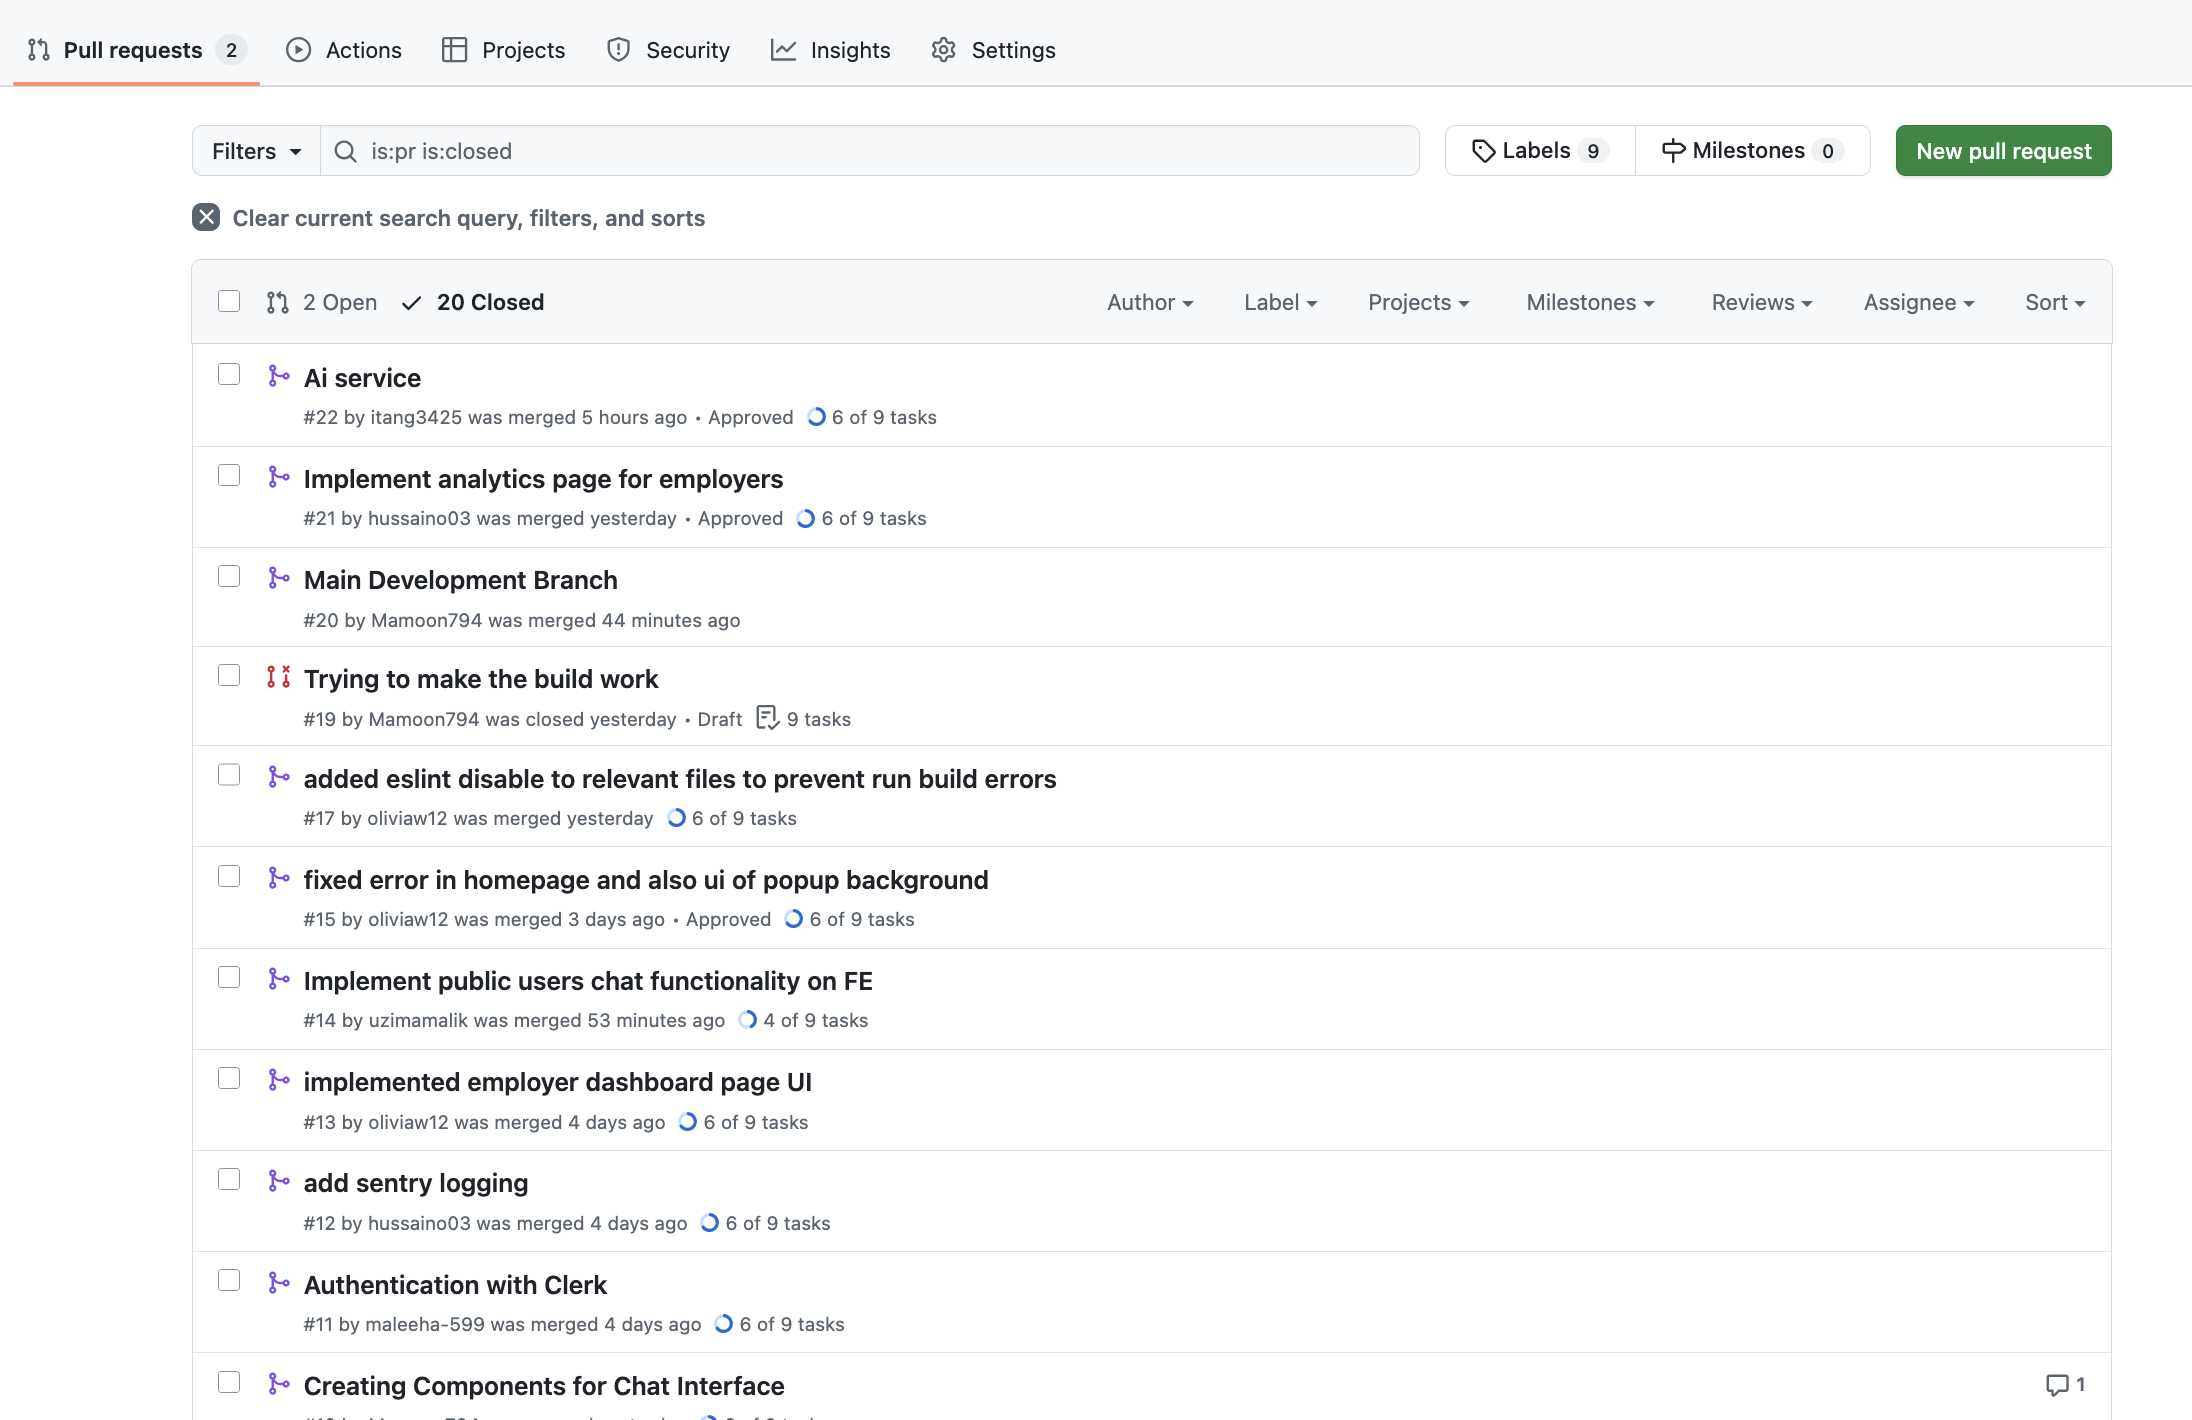 Pull requests 2 Actions Projects Security Insights Settings
Filters is:pr is:closed Labels 9 Milestones 0 New pull request
Clear current search query, filters, and sorts
2 Open 20 Closed Author Label Projects Milestones Reviews Assignee Sort
Ai service
#22 by itang3425 was merged 5 hours ago • Approved 6 of 9 tasks
Implement analytics page for employers
#21 by hussaino03 was merged yesterday • Approved 6 of 9 tasks
Main Development Branch
#20 by Mamoon794 was merged 44 minutes ago
Trying to make the build work
#19 by Mamoon794 was closed yesterday • Draft 9 tasks
added eslint disable to relevant files to prevent run build errors
#17 by oliviaw12 was merged yesterday 6 of 9 tasks
fixed error in homepage and also ui of popup background
#15 by oliviaw12 was merged 3 days ago • Approved 6 of 9 tasks
Implement public users chat functionality on FE
#14 by uzimamalik was merged 53 minutes ago 4 of 9 tasks
implemented employer dashboard page UI
#13 by oliviaw12 was merged 4 days ago 6 of 9 tasks
add sentry logging
#12 by hussaino03 was merged 4 days ago 6 of 9 tasks
Authentication with Clerk
#11 by maleeha-599 was merged 4 days ago 6 of 9 tasks
Creating Components for Chat Interface 1